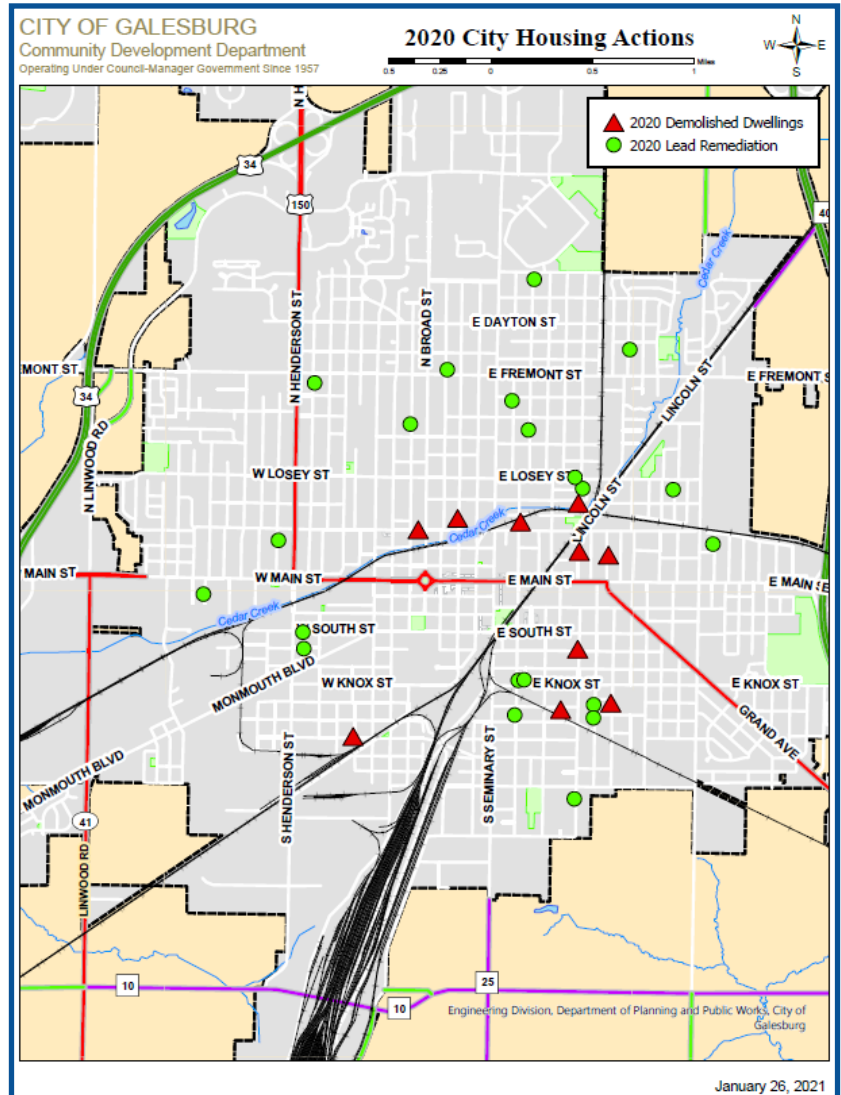 CITY OF GALESBURG
Community Development Department
Operating Under Council-Manager Government Since 1957
2020 City Housing Actions
N
W E
S
0.5 0.25 0 0.5 1 Miles
2020 Demolished Dwellings
2020 Lead Remediation
N H
34
150
40
Cedar Creek
E DAYTON ST
N BROAD ST
N HENDERSON ST
MONT ST
E FREMONT ST
E FREMONT S
LINCOLN ST
34
N LINWOOD RD
W LOSEY ST
E LOSEY ST
LINCOLN ST
Cedar Creek
MAIN ST
W MAIN ST
E MAIN ST
E MAIN S
E
Cedar Creek
W SOUTH ST
E SOUTH ST
MONMOUTH BLVD
W KNOX ST
E KNOX ST
E KNOX ST
GRAND AVE
S HENDERSON ST
S SEMINARY ST
MONMOUTH BLVD
41
LINWOOD RD
10
25
10
Engineering Division, Department of Planning and Public Works, City of
Galesburg
January 26, 2021